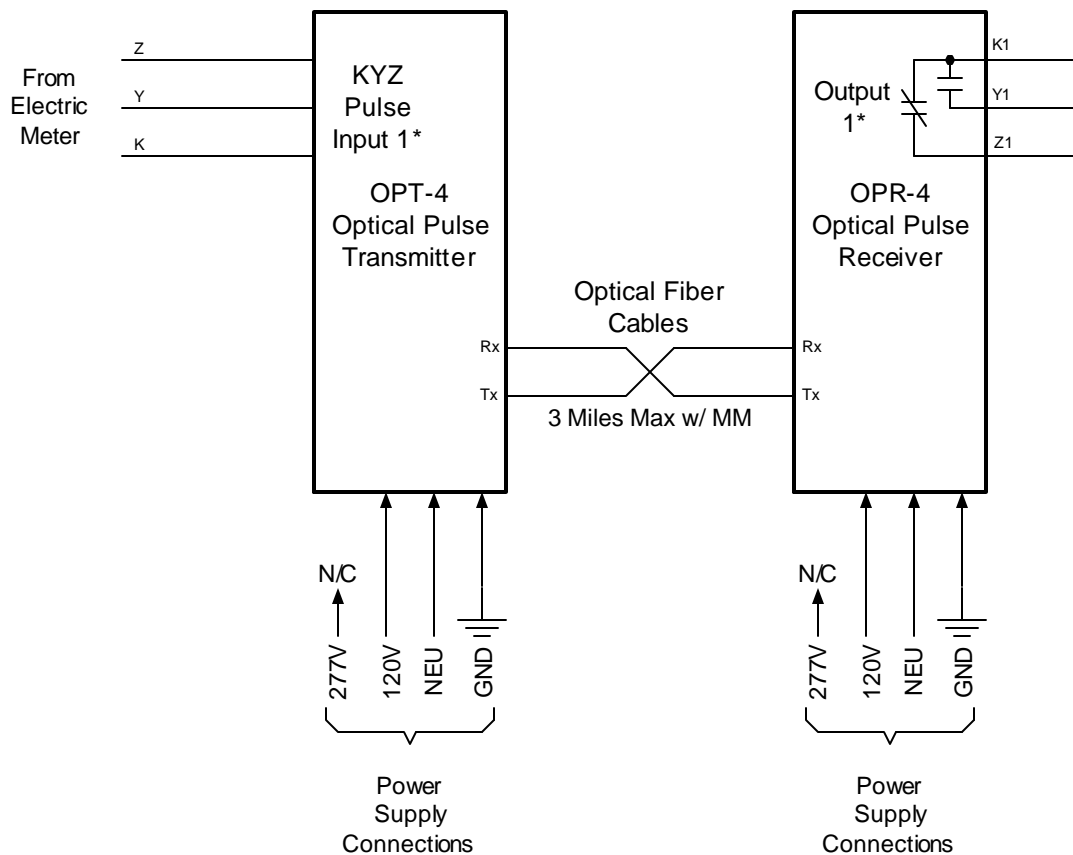 From
Electric
Meter
Z
Y
K
KYZ
Pulse
Input 1*
OPT-4
Optical Pulse
Transmitter
Rx
Tx
Optical Fiber
Cables
3 Miles Max w/ MM
Output
1*
K1
Y1
Z1
OPR-4
Optical Pulse
Receiver
Rx
Tx
N/C
277V
120V
NEU
GND
Power
Supply
Connections
N/C
277V
120V
NEU
GND
Power
Supply
Connections